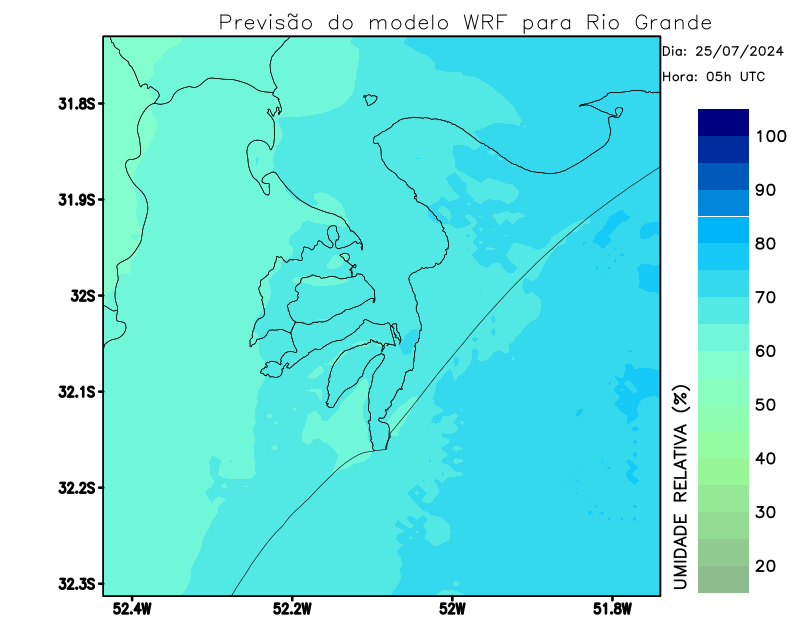 Previsão do modelo WRF para Rio Grande
Dia: 25/07/2024
Hora: 05h UTC
31.8S
31.9S
32S
32.1S
32.2S
32.3S
52.4W
52.2W
52W
51.8W
UMIDADE RELATIVA (%)
100
90
80
70
60
50
40
30
20